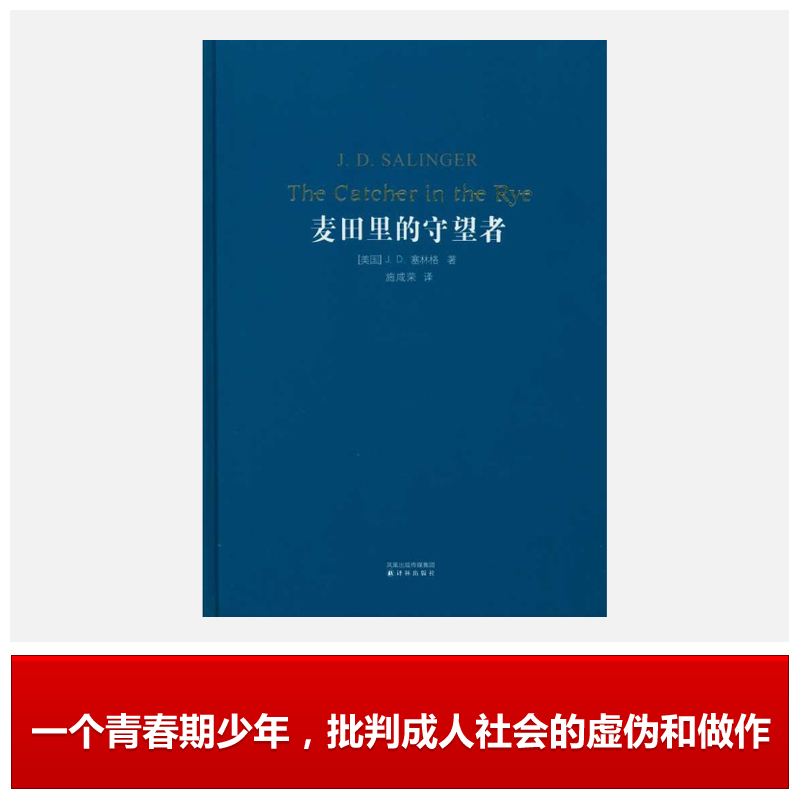 J. D. SALINGER
The Catcher in the Rye
麦田里的守望者
[美国] J. D. 塞林格 著
施咸荣 译
凤凰出版传媒集团
译林出版社
一个青春期少年，批判成人社会的虚伪和做作